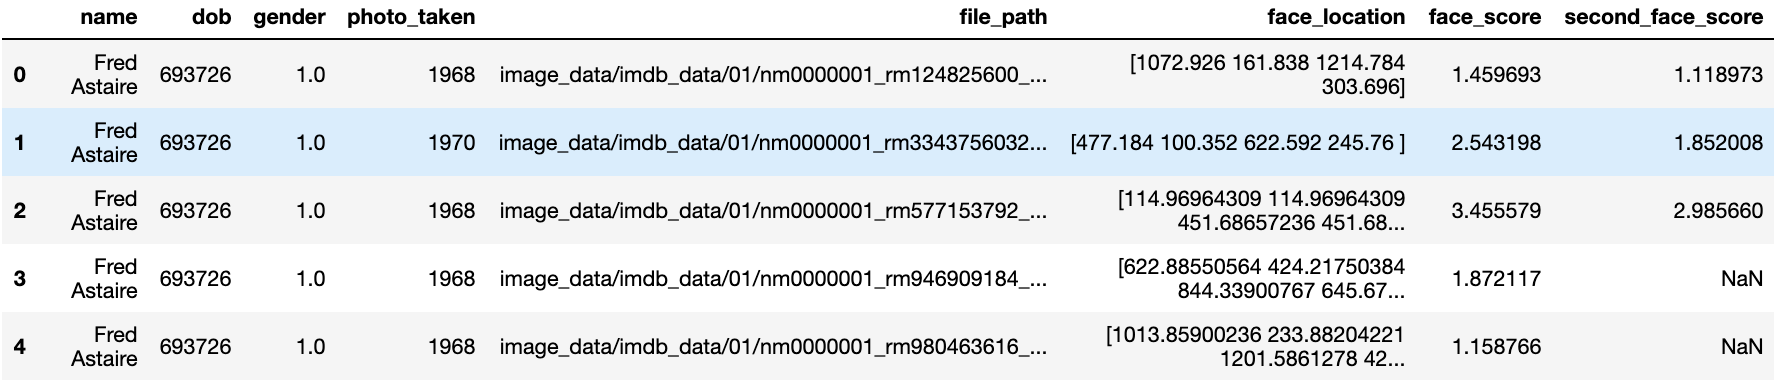 name dob gender photo_taken file_path face_location face_score second_face_score
0 Fred Astaire 693726 1.0 1968 image_data/imdb_data/01/nm0000001_rm124825600_... [1072.926 161.838 1214.784 303.696] 1.459693 1.118973
1 Fred Astaire 693726 1.0 1970 image_data/imdb_data/01/nm0000001_rm3343756032... [477.184 100.352 622.592 245.76 ] 2.543198 1.852008
2 Fred Astaire 693726 1.0 1968 image_data/imdb_data/01/nm0000001_rm577153792_... [114.96964309 114.96964309 451.68657236 451.68... 3.455579 2.985660
3 Fred Astaire 693726 1.0 1968 image_data/imdb_data/01/nm0000001_rm946909184_... [622.88550564 424.21750384 844.33900767 645.67... 1.872117 NaN
4 Fred Astaire 693726 1.0 1968 image_data/imdb_data/01/nm0000001_rm980463616_... [1013.85900236 233.88204221 1201.5861278 42... 1.158766 NaN